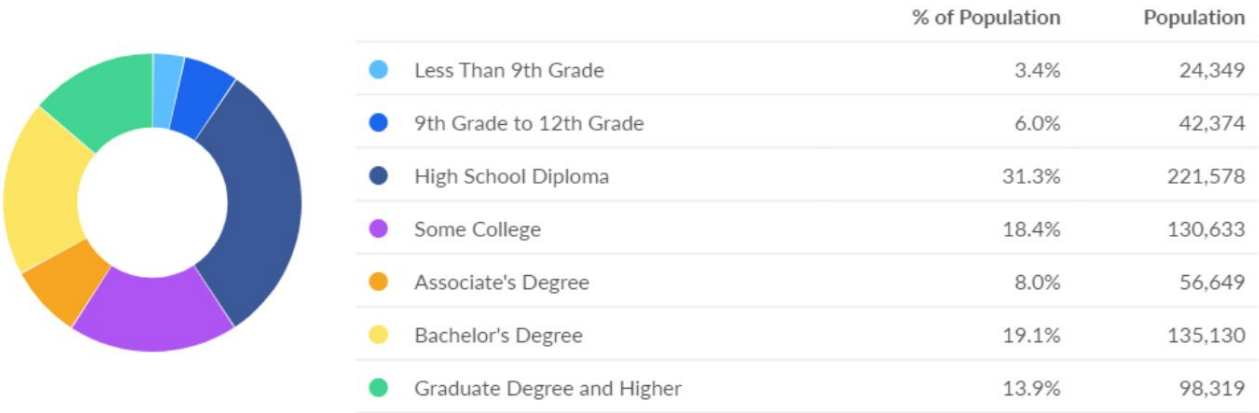 % of Population Population
Less Than 9th Grade 3.4% 24,349
9th Grade to 12th Grade 6.0% 42,374
High School Diploma 31.3% 221,578
Some College 18.4% 130,633
Associate's Degree 8.0% 56,649
Bachelor's Degree 19.1% 135,130
Graduate Degree and Higher 13.9% 98,319